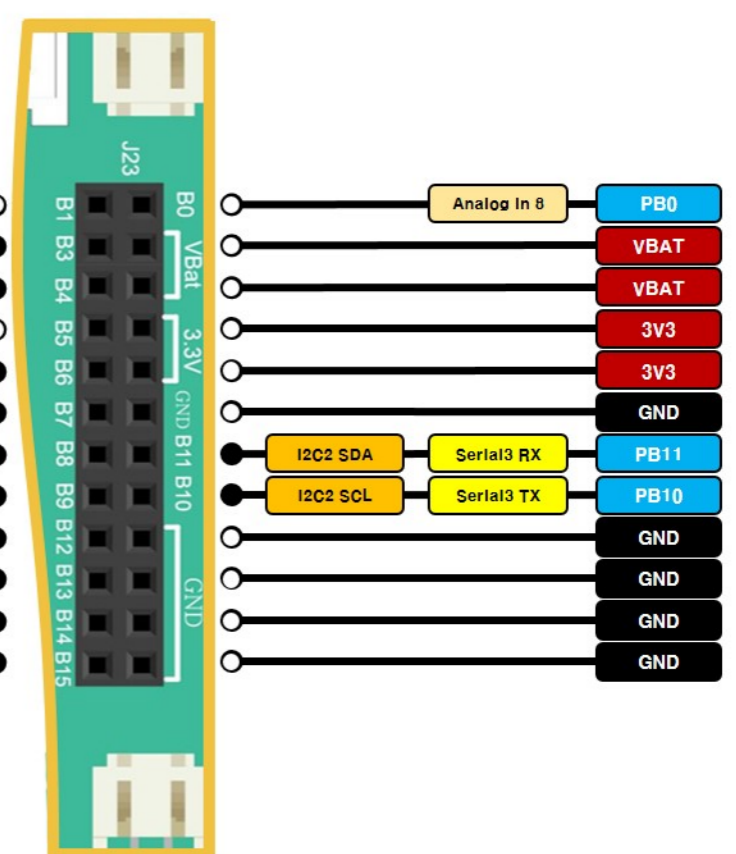 J23
B1 B0 Analog In 8 PB0
B3 VBat VBAT
B4 VBAT
B5 3.3V 3V3
B6 3V3
B7 GND GND
B8 B11 I2C2 SDA Serial3 RX PB11
B9 B10 I2C2 SCL Serial3 TX PB10
B12 GND GND
B13 GND
B14 GND
B15 GND